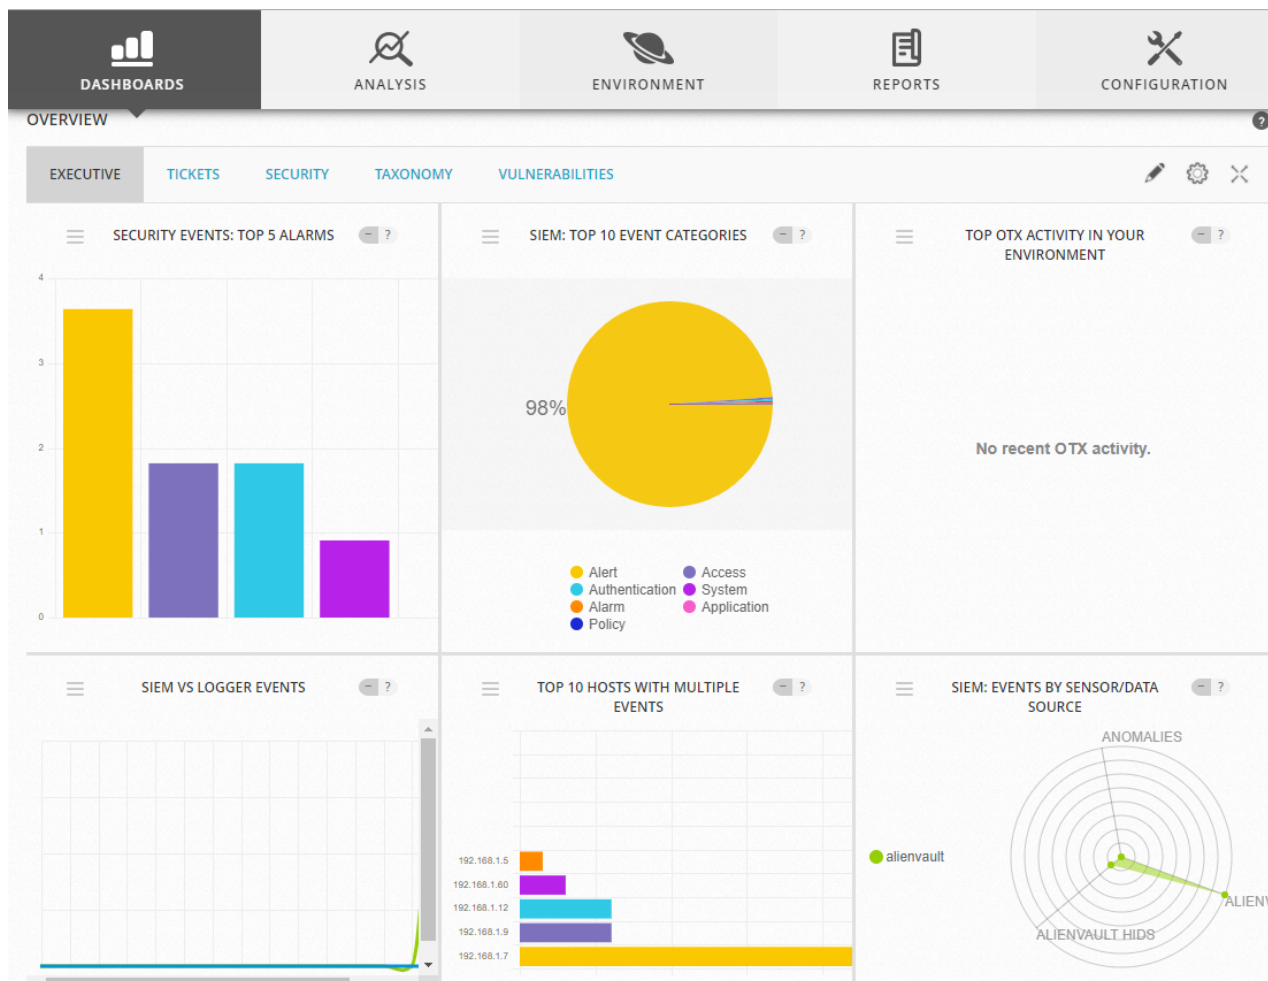 DASHBOARDS
ANALYSIS
ENVIRONMENT
REPORTS
CONFIGURATION
OVERVIEW
?
EXECUTIVE
TICKETS
SECURITY
TAXONOMY
VULNERABILITIES
SECURITY EVENTS: TOP 5 ALARMS
− ?
4
3
2
1
0
SIEM: TOP 10 EVENT CATEGORIES
− ?
98%
Alert
Access
Authentication
System
Alarm
Application
Policy
TOP OTX ACTIVITY IN YOUR
ENVIRONMENT
− ?
No recent OTX activity.
SIEM VS LOGGER EVENTS
− ?
TOP 10 HOSTS WITH MULTIPLE
EVENTS
− ?
192.168.1.5
192.168.1.60
192.168.1.12
192.168.1.9
192.168.1.7
SIEM: EVENTS BY SENSOR/DATA
SOURCE
− ?
ANOMALIES
alienvault
ALIENV
ALIENVAULT HIDS